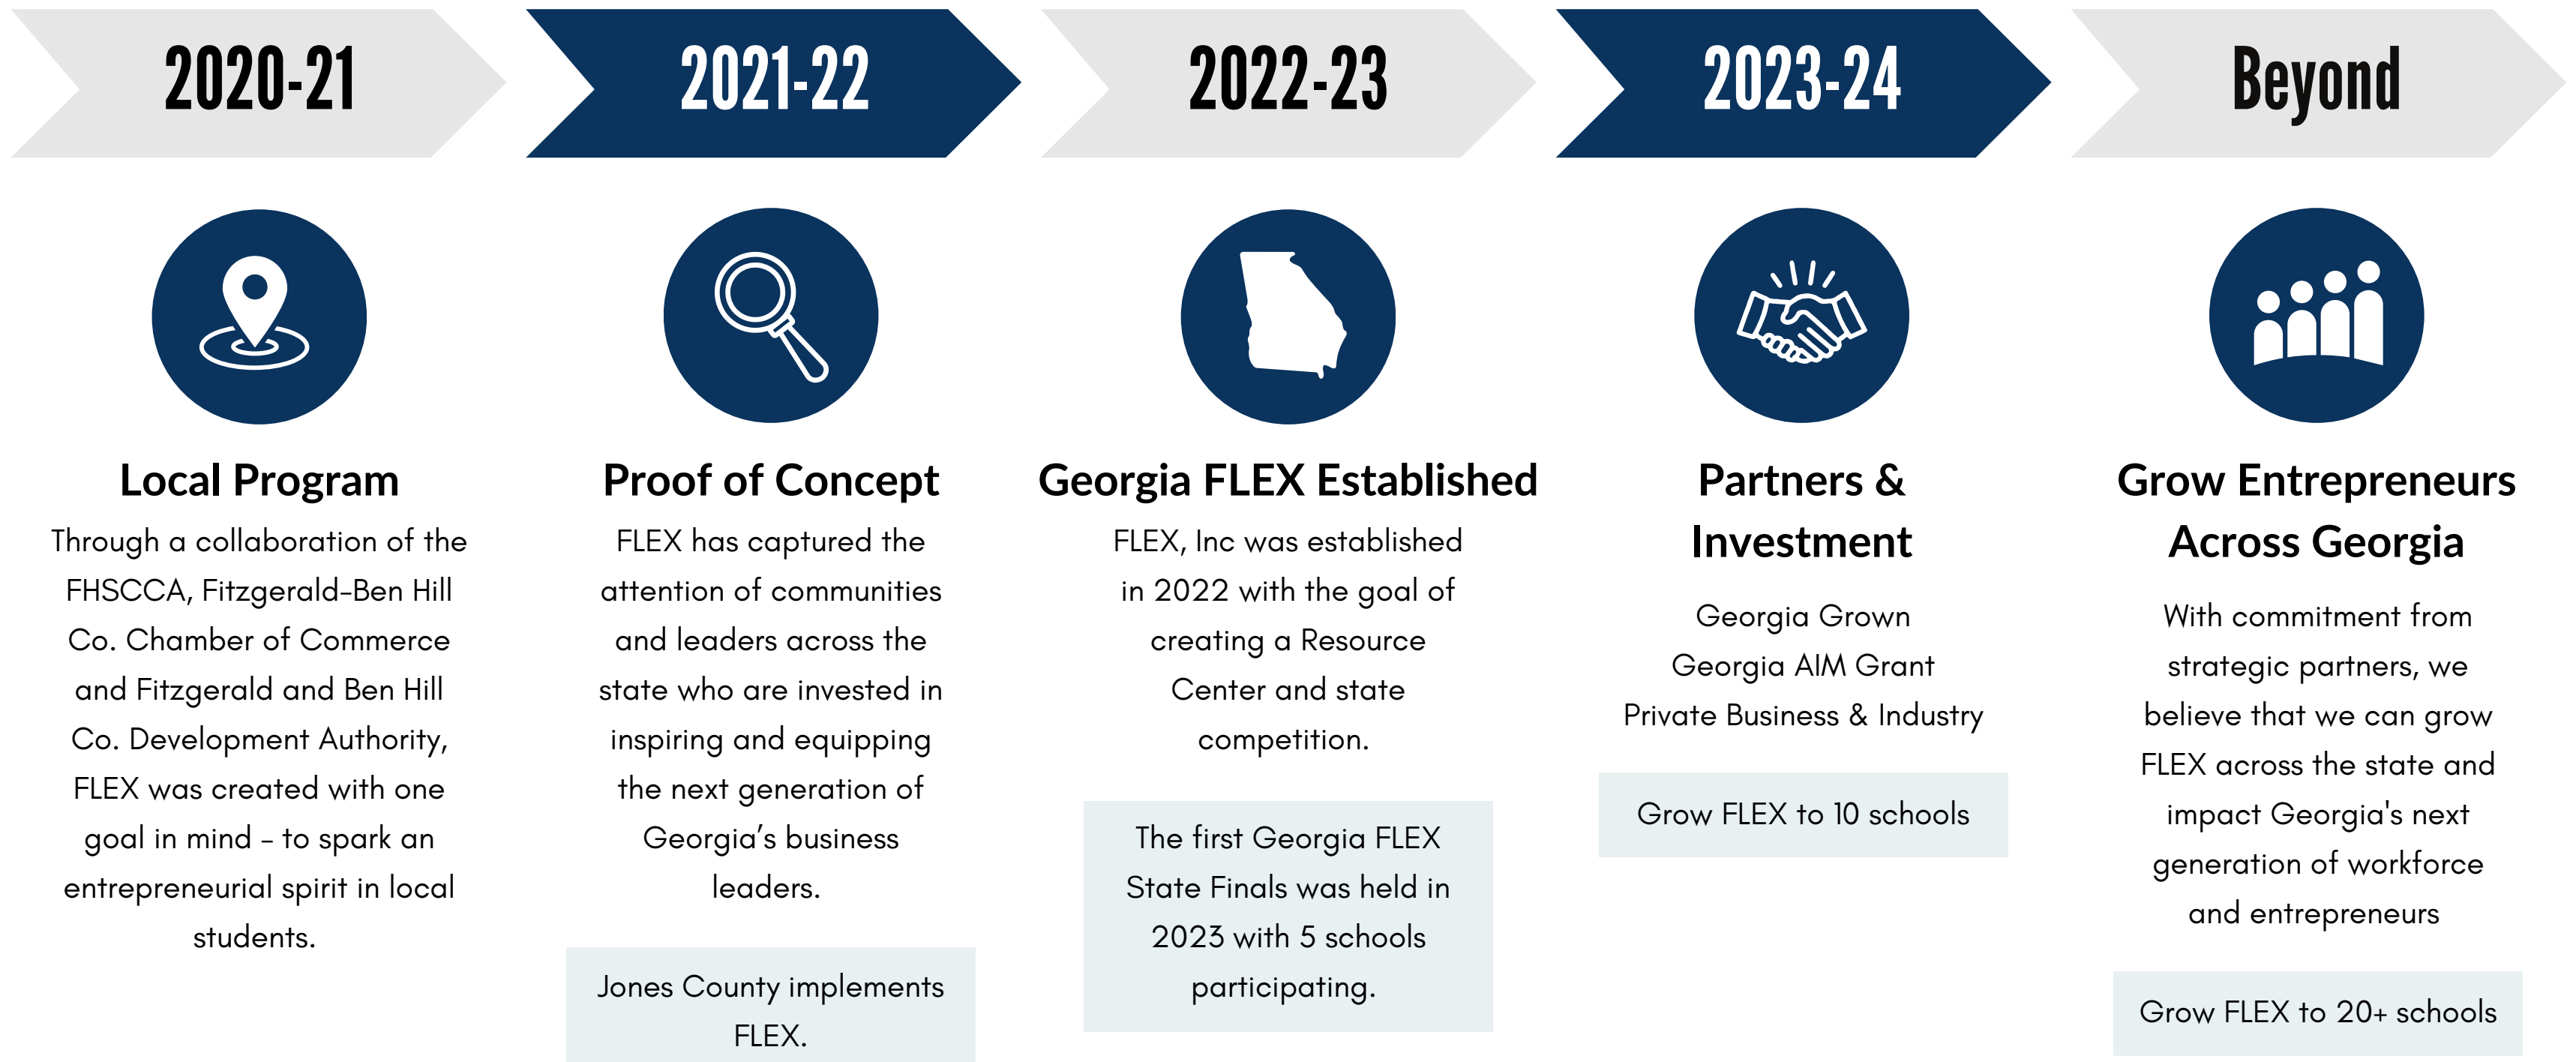 2020-21
2021-22
2022-23
2023-24
Beyond
Local Program
Through a collaboration of the
FHSCCA, Fitzgerald-Ben Hill
Co. Chamber of Commerce
and Fitzgerald and Ben Hill
Co. Development Authority,
FLEX was created with one
goal in mind - to spark an
entrepreneurial spirit in local
students.
Proof of Concept
FLEX has captured the
attention of communities
and leaders across the
state who are invested in
inspiring and equipping
the next generation of
Georgia’s business
leaders.
Jones County implements
FLEX.
Georgia FLEX Established
FLEX, Inc was established
in 2022 with the goal of
creating a Resource
Center and state
competition.
The first Georgia FLEX
State Finals was held in
2023 with 5 schools
participating.
Partners &
Investment
Georgia Grown
Georgia AIM Grant
Private Business & Industry
Grow FLEX to 10 schools
Grow Entrepreneurs
Across Georgia
With commitment from
strategic partners, we
believe that we can grow
FLEX across the state and
impact Georgia's next
generation of workforce
and entrepreneurs
Grow FLEX to 20+ schools